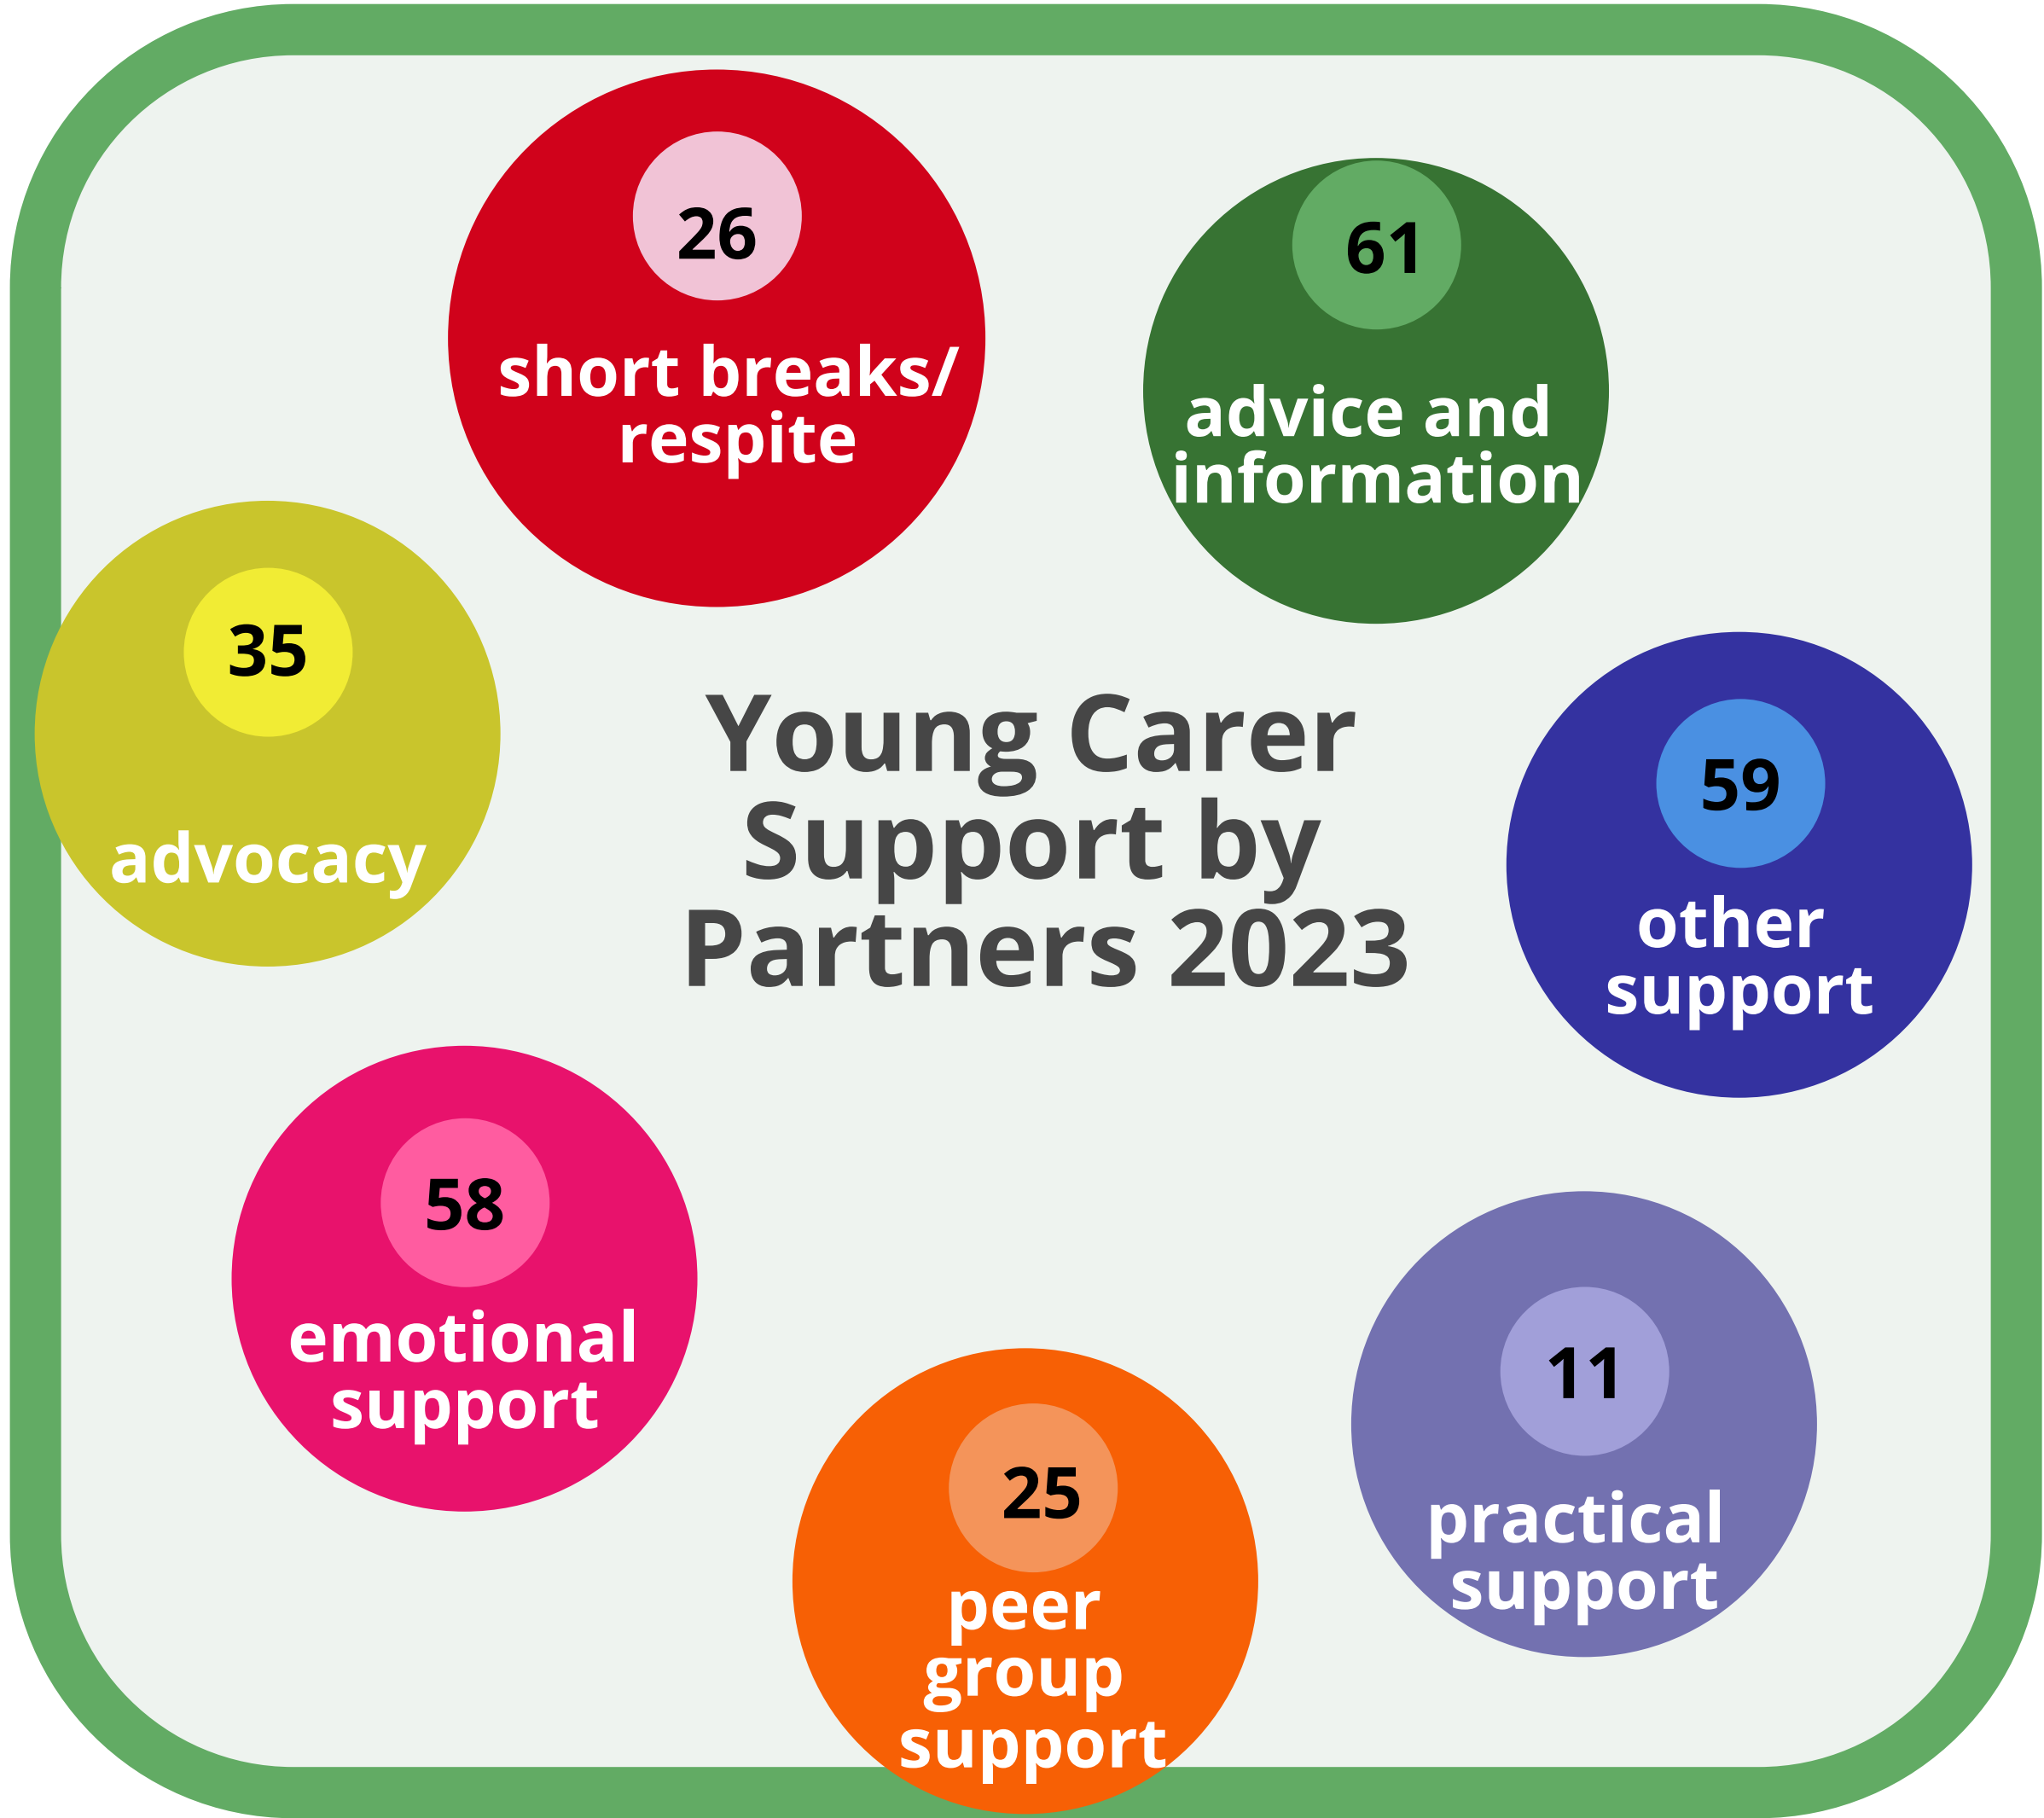 26
short breaks/
respite
61
advice and
information
35
advocacy
Young Carer
Support by
Partners 2023
59
other
support
58
emotional
support
11
practical
support
25
peer
group
support